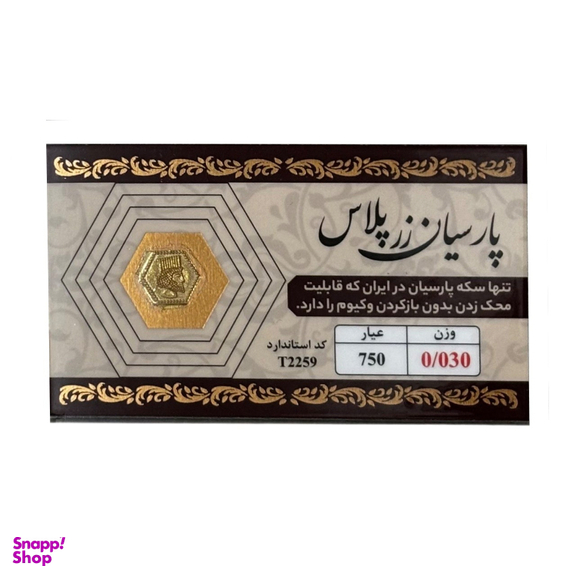 پارسیان زر پلاس
تنها سکه پارسیان در ایران که قابلیت
محک زدن بدون بازکردن وکیوم را دارد.
وزن
0/030
عیار
750
کد استاندارد
T2259
Snapp!
Shop